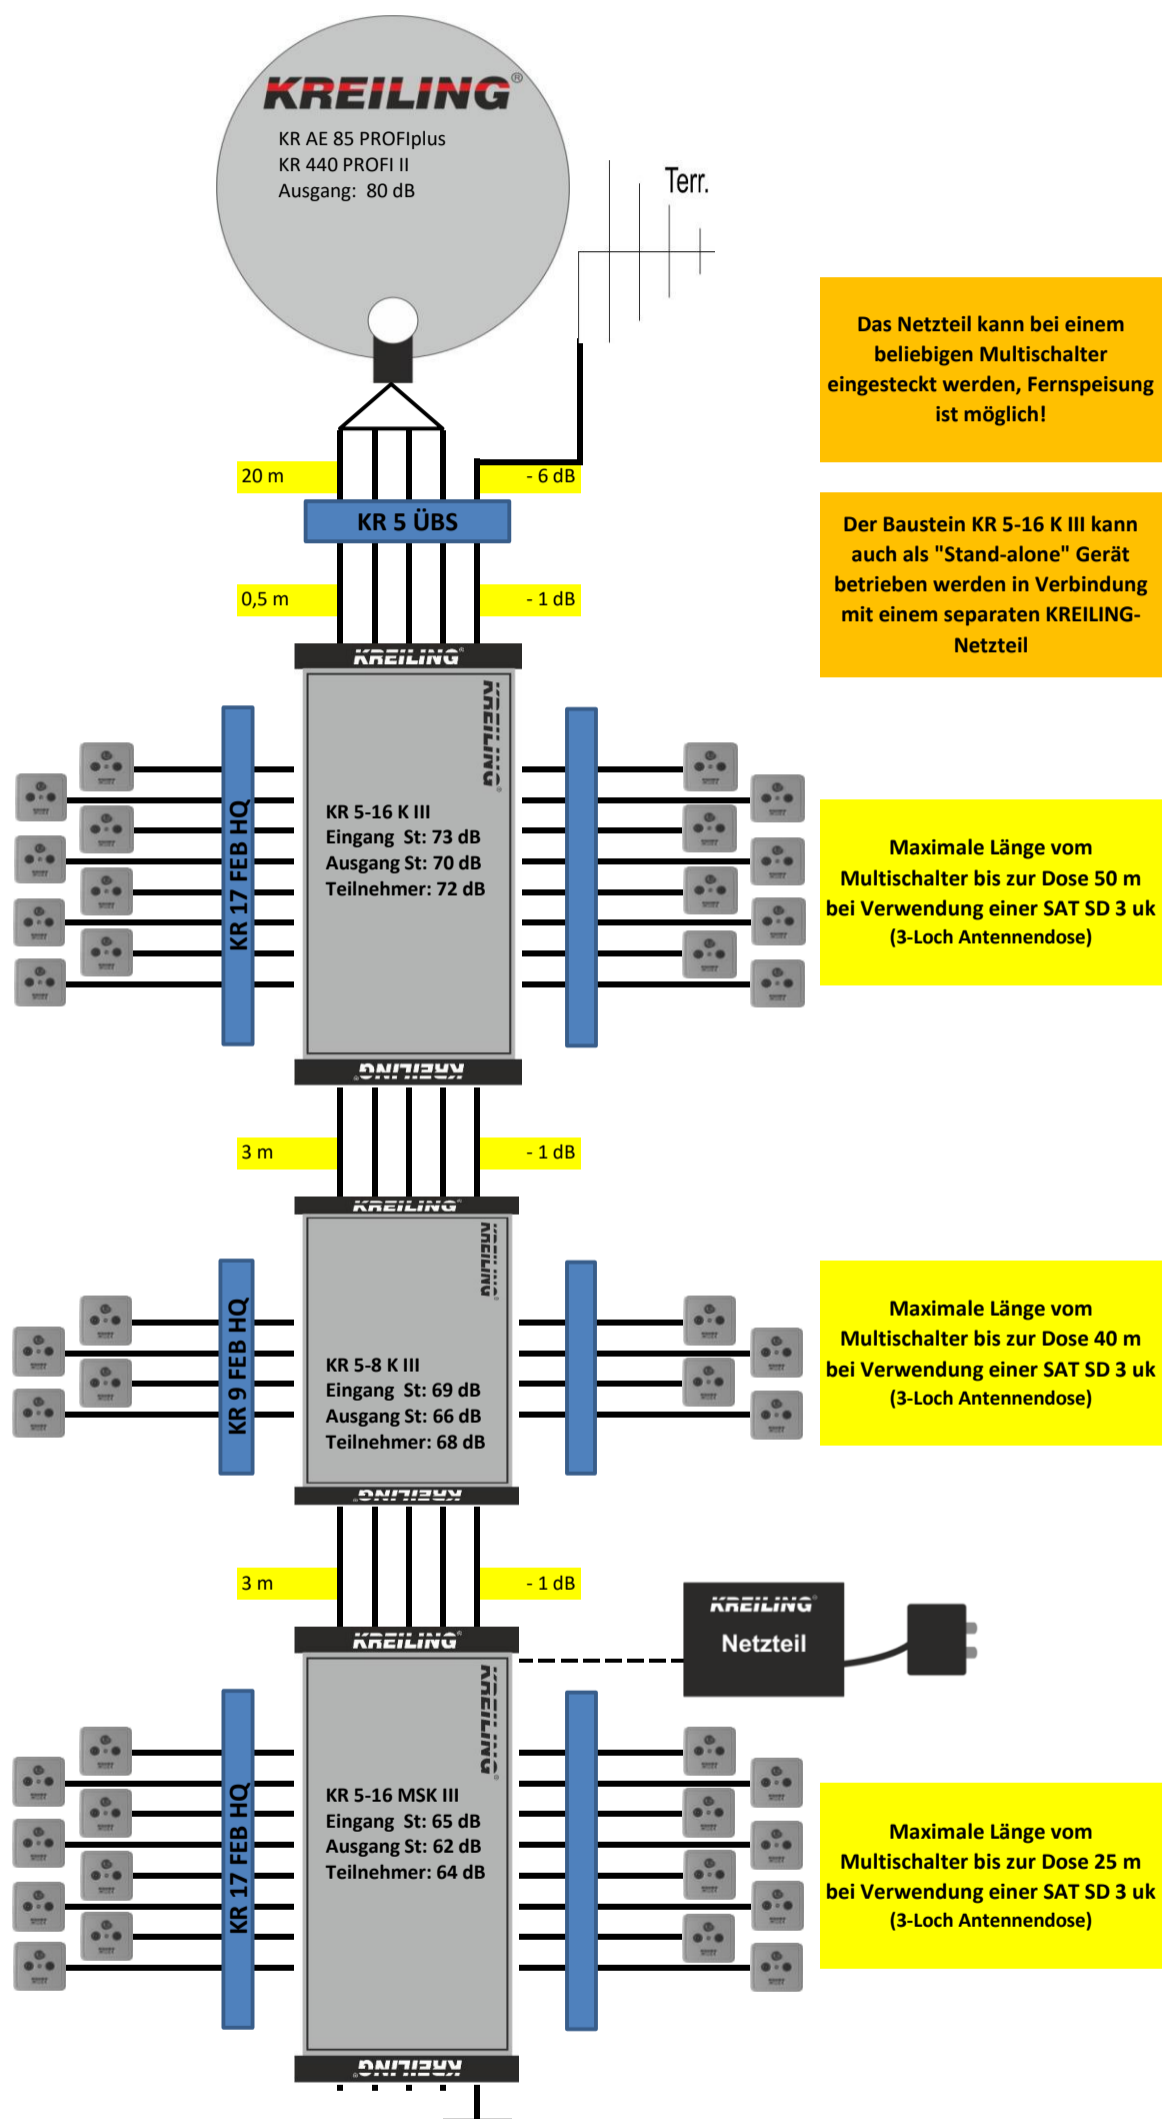 KREILING®
KR AE 85 PROFIplus
KR 440 PROFI II
Ausgang: 80 dB
Terr.
Das Netzteil kann bei einem
beliebigen Multischalter
eingesteckt werden, Fernspeisung
ist möglich!
20 m
- 6 dB
KR 5 ÜBS
Der Baustein KR 5-16 K III kann
auch als "Stand-alone" Gerät
betrieben werden in Verbindung
mit einem separaten KREILING-
Netzteil
0,5 m
- 1 dB
KREILING®
KREILING®
KR 17 FEB HQ
KR 5-16 K III
Eingang St: 73 dB
Ausgang St: 70 dB
Teilnehmer: 72 dB
Maximale Länge vom
Multischalter bis zur Dose 50 m
bei Verwendung einer SAT SD 3 uk
(3-Loch Antennendose)
KREILING®
3 m
- 1 dB
KREILING®
KREILING®
KR 9 FEB HQ
KR 5-8 K III
Eingang St: 69 dB
Ausgang St: 66 dB
Teilnehmer: 68 dB
Maximale Länge vom
Multischalter bis zur Dose 40 m
bei Verwendung einer SAT SD 3 uk
(3-Loch Antennendose)
KREILING®
3 m
- 1 dB
KREILING®
Netzteil
KREILING®
KREILING®
KR 17 FEB HQ
KR 5-16 MSK III
Eingang St: 65 dB
Ausgang St: 62 dB
Teilnehmer: 64 dB
Maximale Länge vom
Multischalter bis zur Dose 25 m
bei Verwendung einer SAT SD 3 uk
(3-Loch Antennendose)
KREILING®